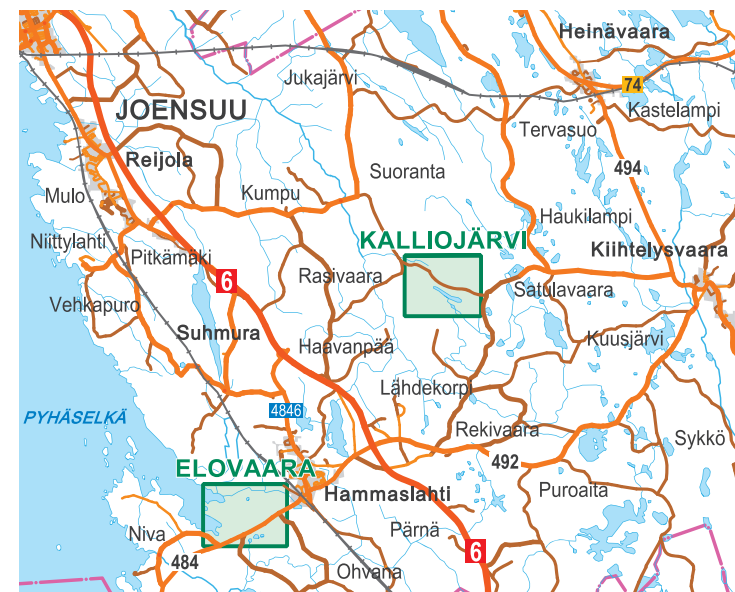 Heinävaara
Jukajärvi
74
JOENSUU
Kastelampi
Tervasuo
Reijola
Suoranta
494
Mulo
Kumpu
Haukilampi
Niittylahti
KALLIOJÄRVI
Kiihtelysvaara
Pitkämäki
6
Rasivaara
Satulavaara
Vehkapuro
Suhmura
Haavanpää
Kuusjärvi
Lähdekorpi
4846
PYHÄSELKÄ
Rekivaara
Sykkö
492
ELOVAARA
Hammaslahti
Puroaita
Niva
Pärnä
6
484
Ohvana